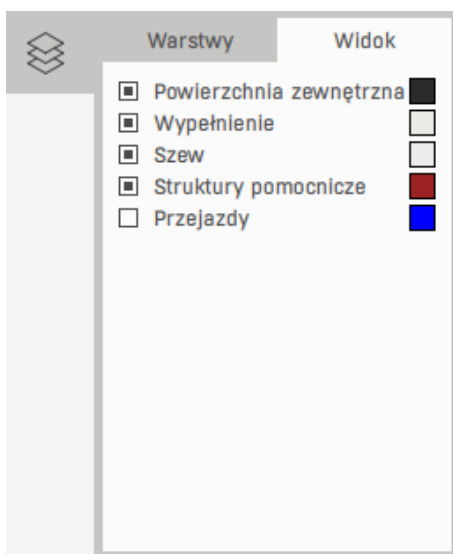 Warstwy Widok
Powierzchnia zewnętrzna
Wypełnienie
Szew
Struktury pomocnicze
Przejazdy